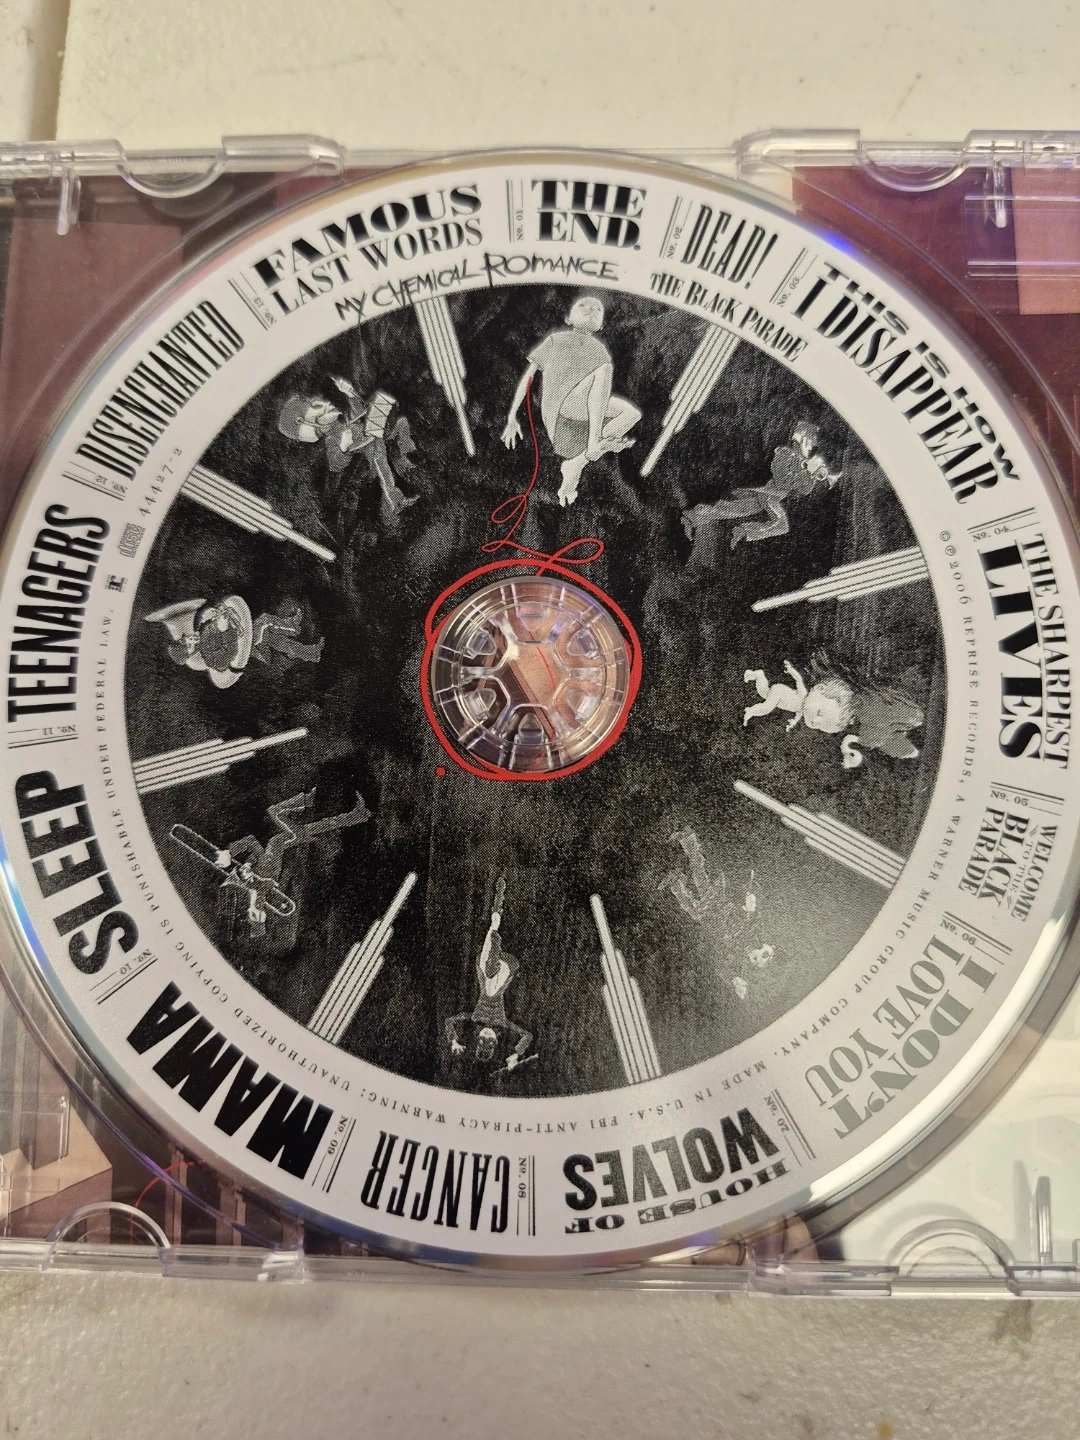 MY CHEMICAL ROMANCE
THE BLACK PARADE
No. 01
THE
END.
No. 02
DEAD!
No. 03
THIS IS HOW
I DISAPPEAR
No. 04
THE SHARPEST
LIVES
No. 05
WELCOME
TO THE
BLACK
PARADE
No. 06
I DON'T
LOVE YOU
No. 07
HOUSE OF
WOLVES
No. 08
CANCER
No. 09
MAMA
No. 10
SLEEP
No. 11
TEENAGERS
No. 12
DISENCHANTED
No. 13
FAMOUS
LAST WORDS
©℗2006 REPRISE RECORDS, A WARNER MUSIC GROUP COMPANY. MADE IN U.S.A. FBI ANTI-PIRACY WARNING: UNAUTHORIZED COPYING IS PUNISHABLE UNDER FEDERAL LAW.
44427-2